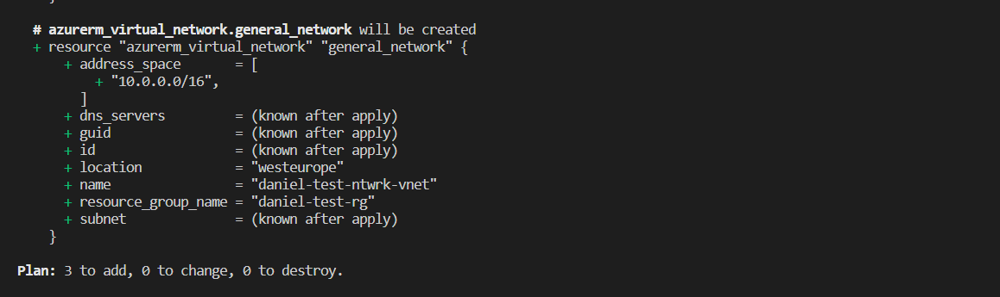 }
# azurerm_virtual_network.general_network will be created
+ resource "azurerm_virtual_network" "general_network" {
+ address_space = [
+ "10.0.0.0/16",
]
+ dns_servers = (known after apply)
+ guid = (known after apply)
+ id = (known after apply)
+ location = "westeurope"
+ name = "daniel-test-ntwrk-vnet"
+ resource_group_name = "daniel-test-rg"
+ subnet = (known after apply)
}
Plan: 3 to add, 0 to change, 0 to destroy.